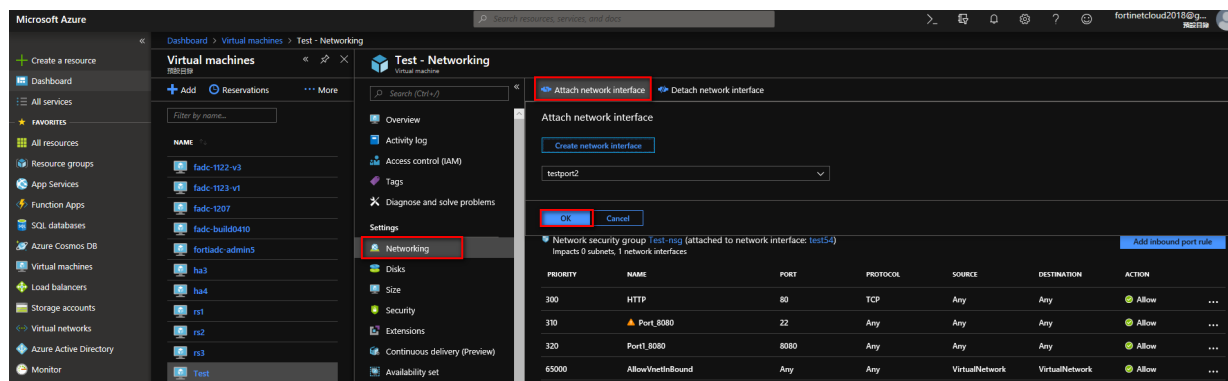 Microsoft Azure
Search resources, services, and docs
fortinetcloud2018@g...
預設目錄
Create a resource
Dashboard
All services
FAVORITES
All resources
Resource groups
App Services
Function Apps
SQL databases
Azure Cosmos DB
Virtual machines
Load balancers
Storage accounts
Virtual networks
Azure Active Directory
Monitor
Dashboard > Virtual machines > Test - Networking
Virtual machines
預設目錄
Add Reservations More
Filter by name...
NAME
fadc-1122-v3
fadc-1123-v1
fadc-1207
fadc-build0410
fortiadc-admin5
ha3
ha4
rs1
rs2
rs3
Test
Test - Networking
Virtual machine
Search (Ctrl+/)
Overview
Activity log
Access control (IAM)
Tags
Diagnose and solve problems
Settings
Networking
Disks
Size
Security
Extensions
Continuous delivery (Preview)
Availability set
Attach network interface Detach network interface
Attach network interface
Create network interface
testport2
OK Cancel
Network security group Test-nsg (attached to network interface: test54)
Impacts 0 subnets, 1 network interfaces
Add inbound port rule
PRIORITY NAME PORT PROTOCOL SOURCE DESTINATION ACTION
300 HTTP 80 TCP Any Any Allow ...
310 Port_8080 22 Any Any Any Allow ...
320 Port1_8080 8080 Any Any Any Allow ...
65000 AllowVnetInBound Any Any VirtualNetwork VirtualNetwork Allow ...